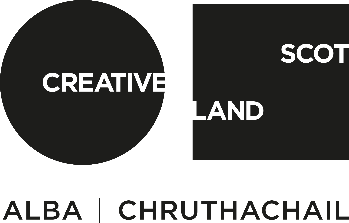 SCOT
CREATIVE
LAND
ALBA | CHRUTHACHAIL